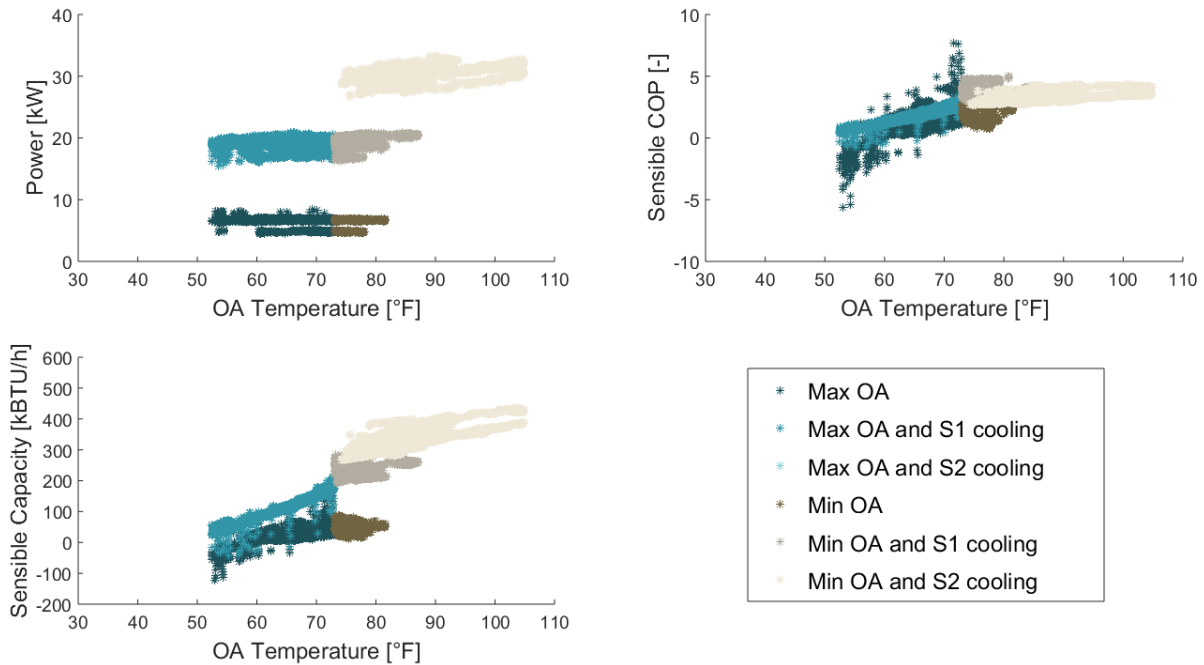 40
30
20
10
0
Power [kW]
30 40 50 60 70 80 90 100 110
OA Temperature [°F]
10
5
0
-5
-10
Sensible COP [-]
30 40 50 60 70 80 90 100 110
OA Temperature [°F]
600
500
400
300
200
100
0
-100
-200
Sensible Capacity [kBTU/h]
30 40 50 60 70 80 90 100 110
OA Temperature [°F]
Max OA
Max OA and S1 cooling
Max OA and S2 cooling
Min OA
Min OA and S1 cooling
Min OA and S2 cooling